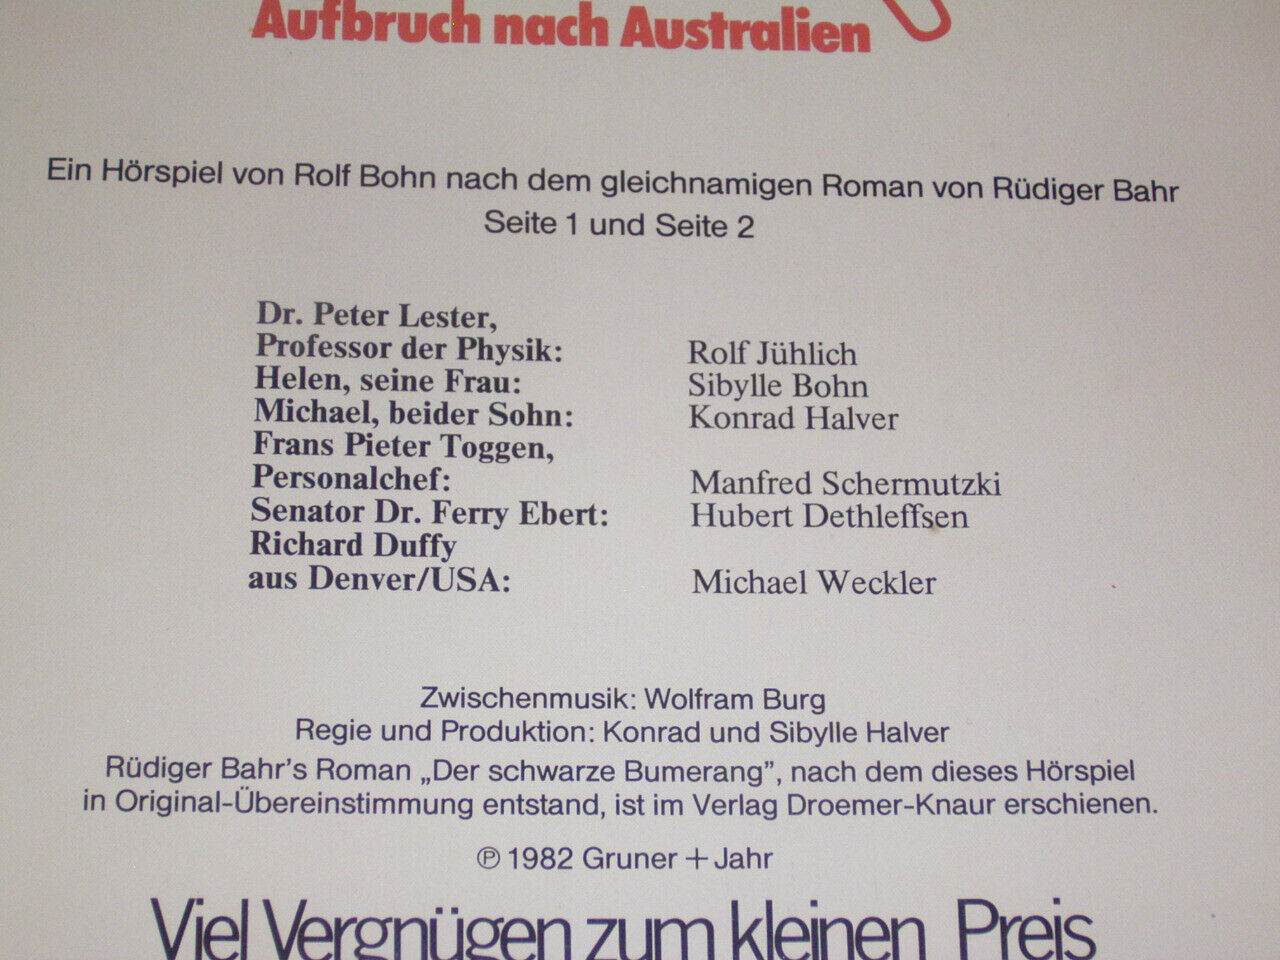 Aufbruch nach Australien
Ein Hörspiel von Rolf Bohn nach dem gleichnamigen Roman von Rüdiger Bahr
Seite 1 und Seite 2
Dr. Peter Lester,
Professor der Physik: Rolf Jühlich
Helen, seine Frau: Sibylle Bohn
Michael, beider Sohn: Konrad Halver
Frans Pieter Toggen,
Personalchef: Manfred Schermutzki
Senator Dr. Ferry Ebert: Hubert Dethleffsen
Richard Duffy
aus Denver/USA: Michael Weckler
Zwischenmusik: Wolfram Burg
Regie und Produktion: Konrad und Sibylle Halver
Rüdiger Bahr's Roman „Der schwarze Bumerang”, nach dem dieses Hörspiel
in Original-Übereinstimmung entstand, ist im Verlag Droemer-Knaur erschienen.
℗ 1982 Gruner + Jahr
Viel Vergnügen zum kleinen Preis